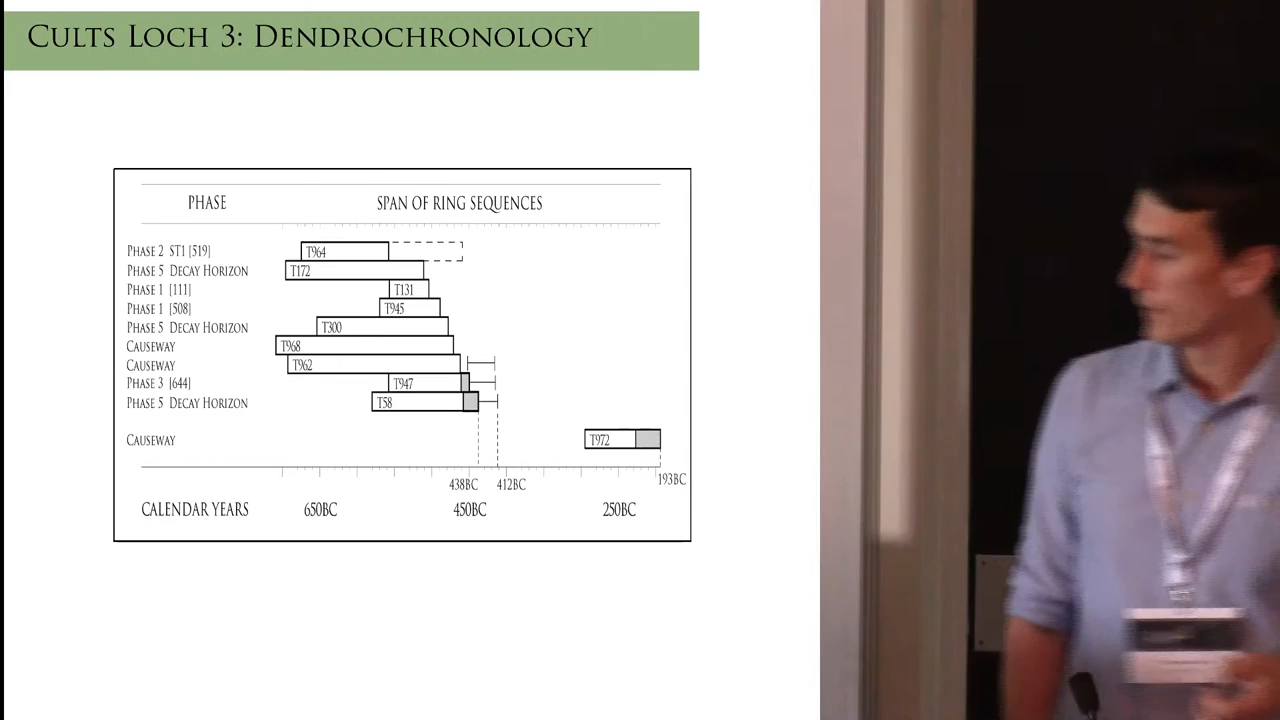 Cults Loch 3: Dendrochronology
PHASE SPAN OF RING SEQUENCES
Phase 2 ST1 [519] T964
Phase 5 Decay Horizon T172
Phase 1 [111] T131
Phase 1 [508] T945
Phase 5 Decay Horizon T300
Causeway T968
Causeway T962
Phase 3 [644] T947
Phase 5 Decay Horizon T58
Causeway T972
438BC 412BC 193BC
CALENDAR YEARS 650BC 450BC 250BC